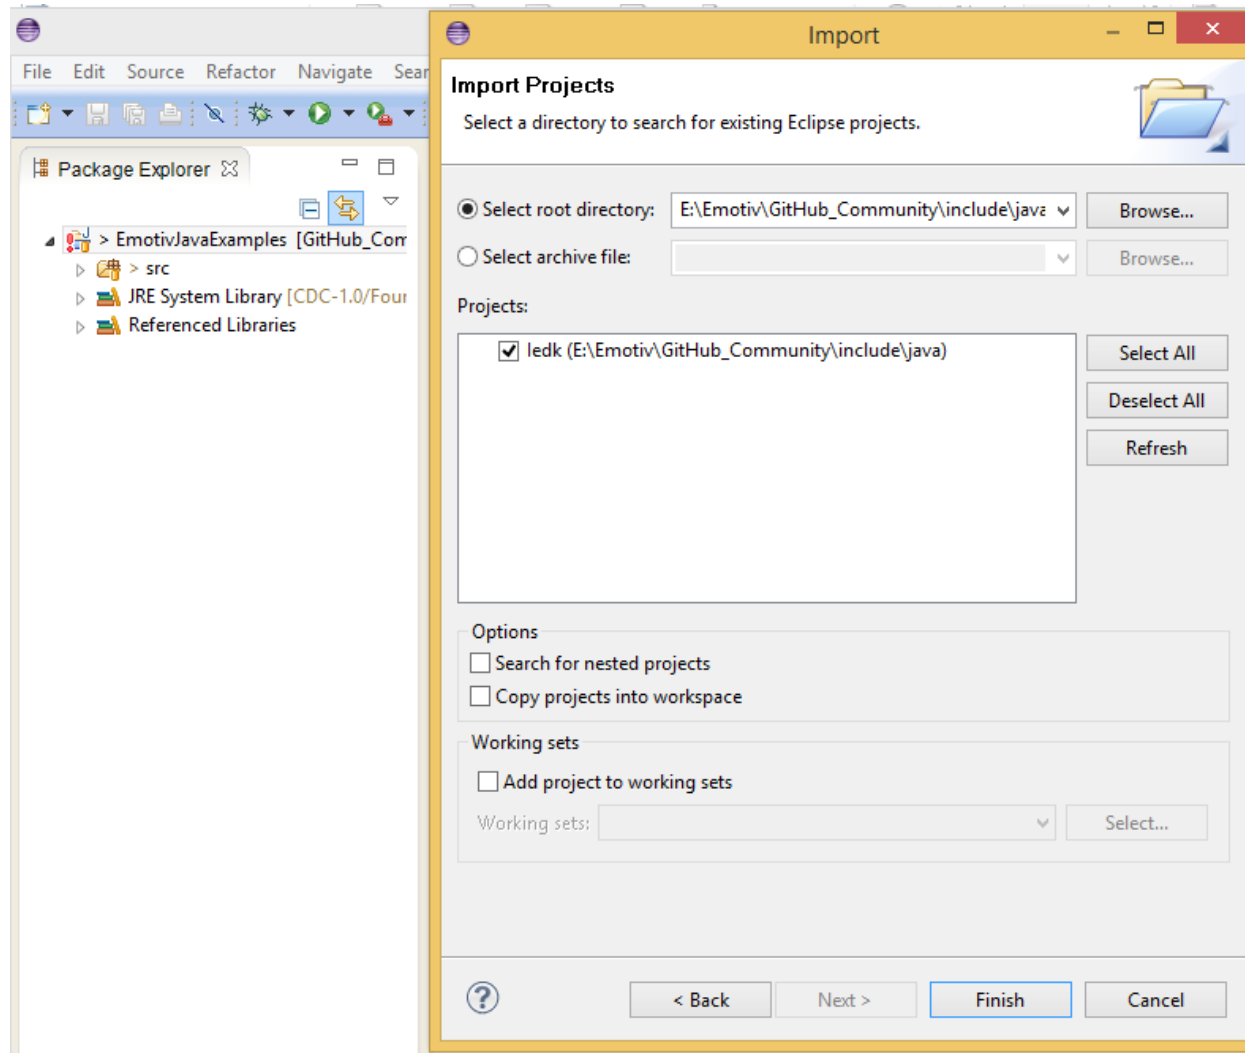 File Edit Source Refactor Navigate Sear
Package Explorer
> EmotivJavaExamples [GitHub_Com
> src
JRE System Library [CDC-1.0/Four
Referenced Libraries
Import
Import Projects
Select a directory to search for existing Eclipse projects.
Select root directory: E:\Emotiv\GitHub_Community\include\java Browse...
Select archive file: Browse...
Projects:
Iedk (E:\Emotiv\GitHub_Community\include\java)
Select All
Deselect All
Refresh
Options
Search for nested projects
Copy projects into workspace
Working sets
Add project to working sets
Working sets: Select...
? < Back Next > Finish Cancel